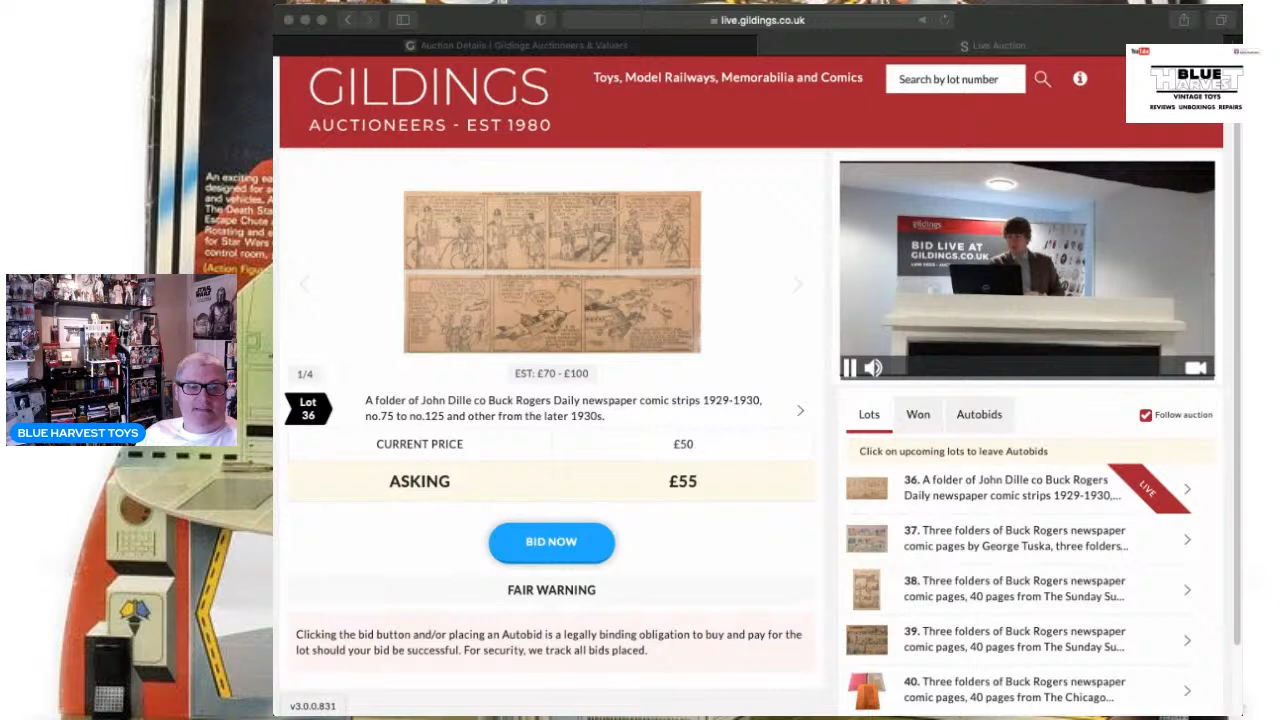 live.gildings.co.uk
Auction Details | Gildings Auctioneers & Valuers
Live Auction
GILDINGS
AUCTIONEERS - EST 1980
Toys, Model Railways, Memorabilia and Comics
Search by lot number
YouTube
BLUE
HARVEST
VINTAGE TOYS
REVIEWS UNBOXINGS REPAIRS
An exciting
designed for
and vehicles. A
The Death Sta
Escape Chute
Rotating and
for Star Wars
control room,
(Action Figu
STAR WARS
BLUE HARVEST TOYS
1/4
EST: £70 - £100
Lot
36
A folder of John Dille co Buck Rogers Daily newspaper comic strips 1929-1930,
no.75 to no.125 and other from the later 1930s.
CURRENT PRICE £50
ASKING £55
BID NOW
FAIR WARNING
Clicking the bid button and/or placing an Autobid is a legally binding obligation to buy and pay for the
lot should your bid be successful. For security, we track all bids placed.
v3.0.0.831
gildings
BID LIVE AT
GILDINGS.CO.UK
Lots Won Autobids
Follow auction
Click on upcoming lots to leave Autobids
36. A folder of John Dille co Buck Rogers
Daily newspaper comic strips 1929-1930,...
LIVE
37. Three folders of Buck Rogers newspaper
comic pages by George Tuska, three folders...
38. Three folders of Buck Rogers newspaper
comic pages, 40 pages from The Sunday Su...
39. Three folders of Buck Rogers newspaper
comic pages, 40 pages from The Sunday Su...
40. Three folders of Buck Rogers newspaper
comic pages, 40 pages from The Chicago...